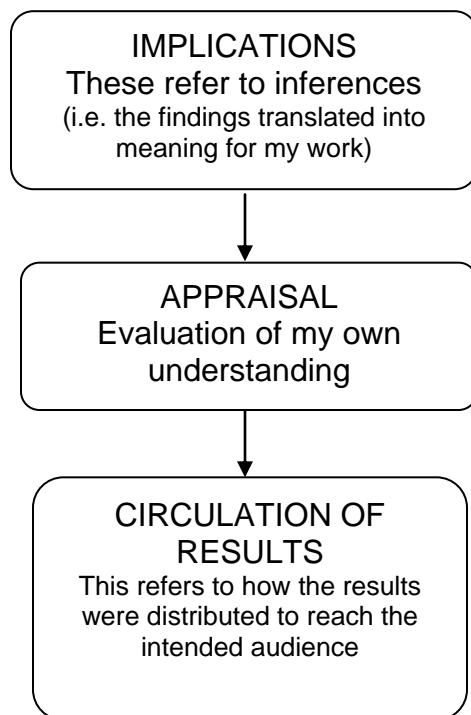 IMPLICATIONS
These refer to inferences
(i.e. the findings translated into
meaning for my work)
APPRAISAL
Evaluation of my own
understanding
CIRCULATION OF
RESULTS
This refers to how the results
were distributed to reach the
intended audience